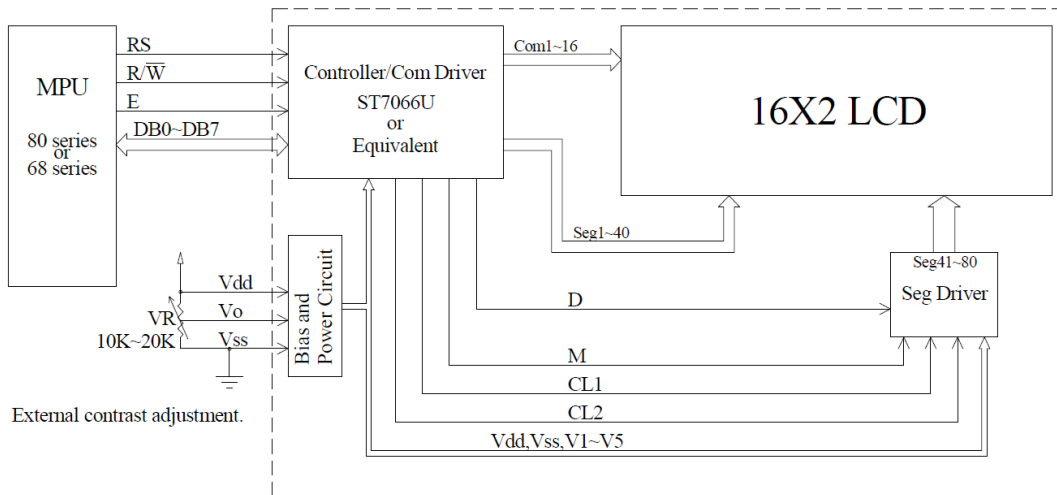 MPU
80 series
or
68 series
RS
R/W̅
E
DB0~DB7
Controller/Com Driver
ST7066U
or
Equivalent
Com1~16
16X2 LCD
Seg1~40
Seg41~80
Seg Driver
Vdd
Vo
Vss
VR
10K~20K
Bias and
Power Circuit
D
M
CL1
CL2
Vdd,Vss,V1~V5
External contrast adjustment.